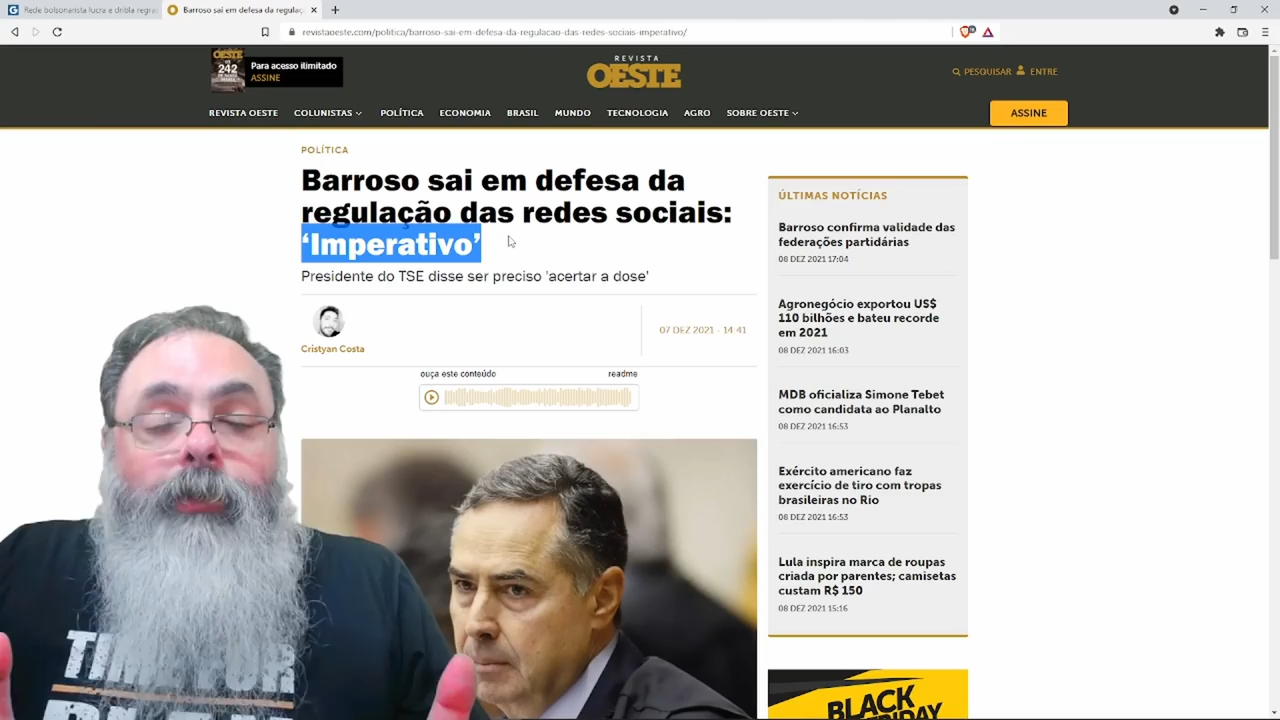 Rede bolsonarista lucra e dribla regras
Barroso sai em defesa da regulaç
revistaoeste.com/politica/barroso-sai-em-defesa-da-regulacao-das-redes-sociais-imperativo/
OESTE
242
Para acesso ilimitado
ASSINE
REVISTA
OESTE
PESQUISAR
ENTRE
REVISTA OESTE
COLUNISTAS
POLÍTICA
ECONOMIA
BRASIL
MUNDO
TECNOLOGIA
AGRO
SOBRE OESTE
ASSINE
POLÍTICA
Barroso sai em defesa da
regulação das redes sociais:
‘Imperativo’
Presidente do TSE disse ser preciso 'acertar a dose'
Cristyan Costa
07 DEZ 2021 - 14:41
ouça este conteúdo
readme
ÚLTIMAS NOTÍCIAS
Barroso confirma validade das
federações partidárias
08 DEZ 2021 17:04
Agronegócio exportou US$
110 bilhões e bateu recorde
em 2021
08 DEZ 2021 16:03
MDB oficializa Simone Tebet
como candidata ao Planalto
08 DEZ 2021 16:53
Exército americano faz
exercício de tiro com tropas
brasileiras no Rio
08 DEZ 2021 16:53
Lula inspira marca de roupas
criada por parentes; camisetas
custam R$ 150
08 DEZ 2021 15:16
BLACK